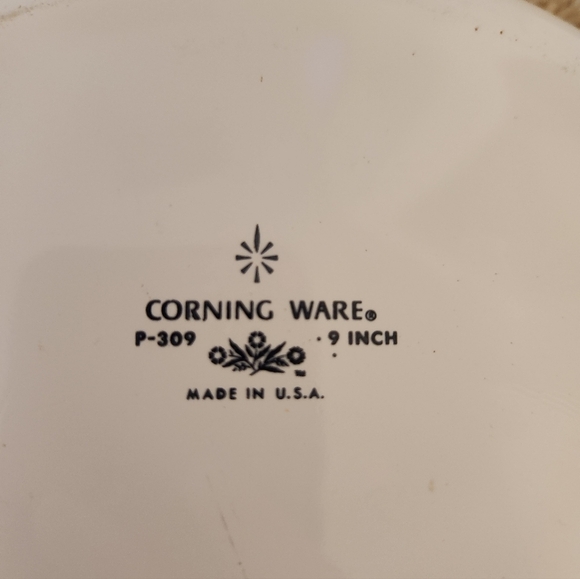 CORNING WARE®
P-309 · 9 INCH
MADE IN U.S.A.